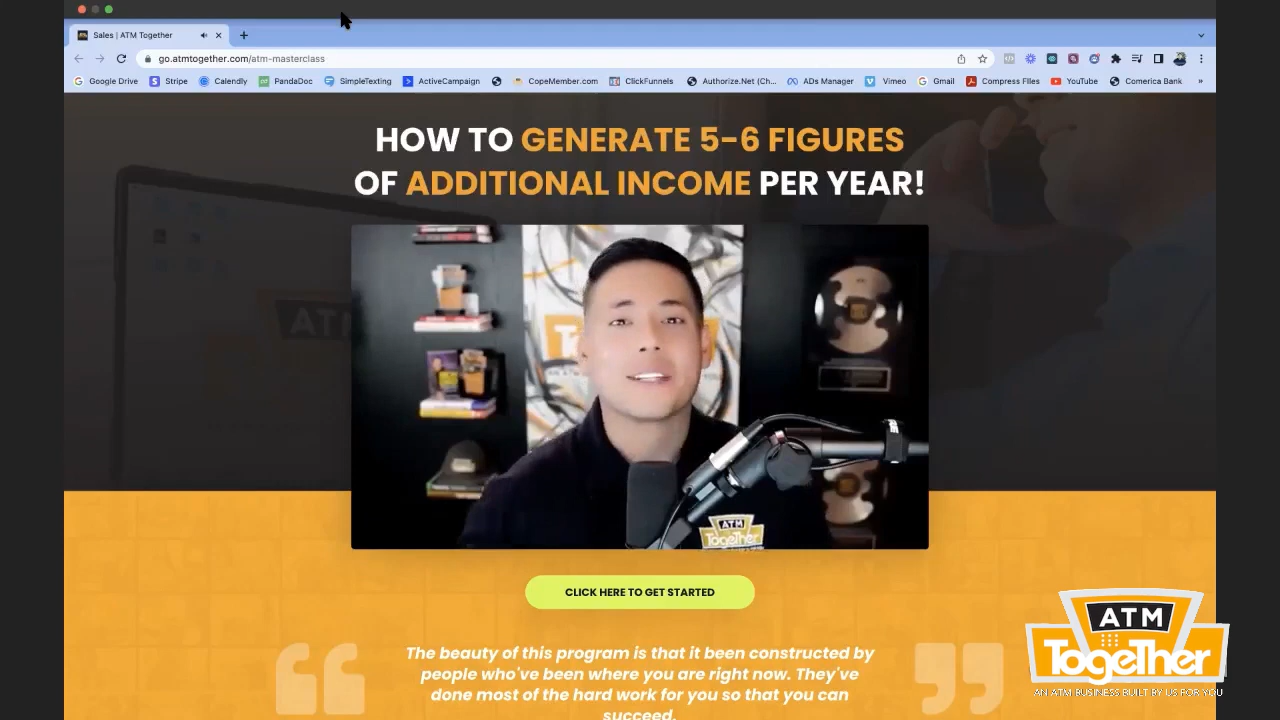 Sales | ATM Together
go.atmtogether.com/atm-masterclass
Google Drive
Stripe
Calendly
PandaDoc
SimpleTexting
ActiveCampaign
CopeMember.com
ClickFunnels
Authorize.Net (Ch...
ADs Manager
Vimeo
Gmail
Compress Files
YouTube
Comerica Bank
»
HOW TO GENERATE 5-6 FIGURES
OF ADDITIONAL INCOME PER YEAR!
ATM
Together
CLICK HERE TO GET STARTED
The beauty of this program is that it been constructed by
people who've been where you are right now. They've
done most of the hard work for you so that you can
succeed.
ATM
Together
AN ATM BUSINESS BUILT BY US FOR YOU